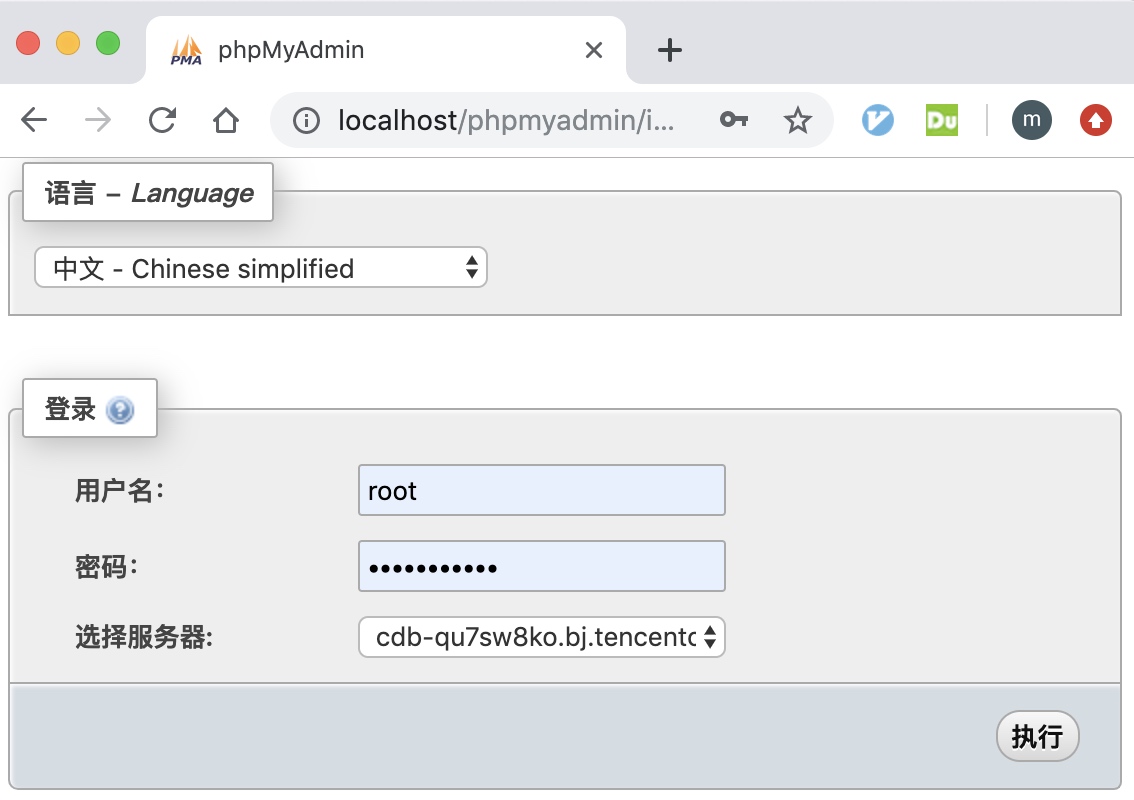 PMA phpMyAdmin
localhost/phpmyadmin/i...
Du
m
语言 – Language
中文 - Chinese simplified
登录
用户名：
root
密码：
•••••••••••
选择服务器:
cdb-qu7sw8ko.bj.tencentc
执行